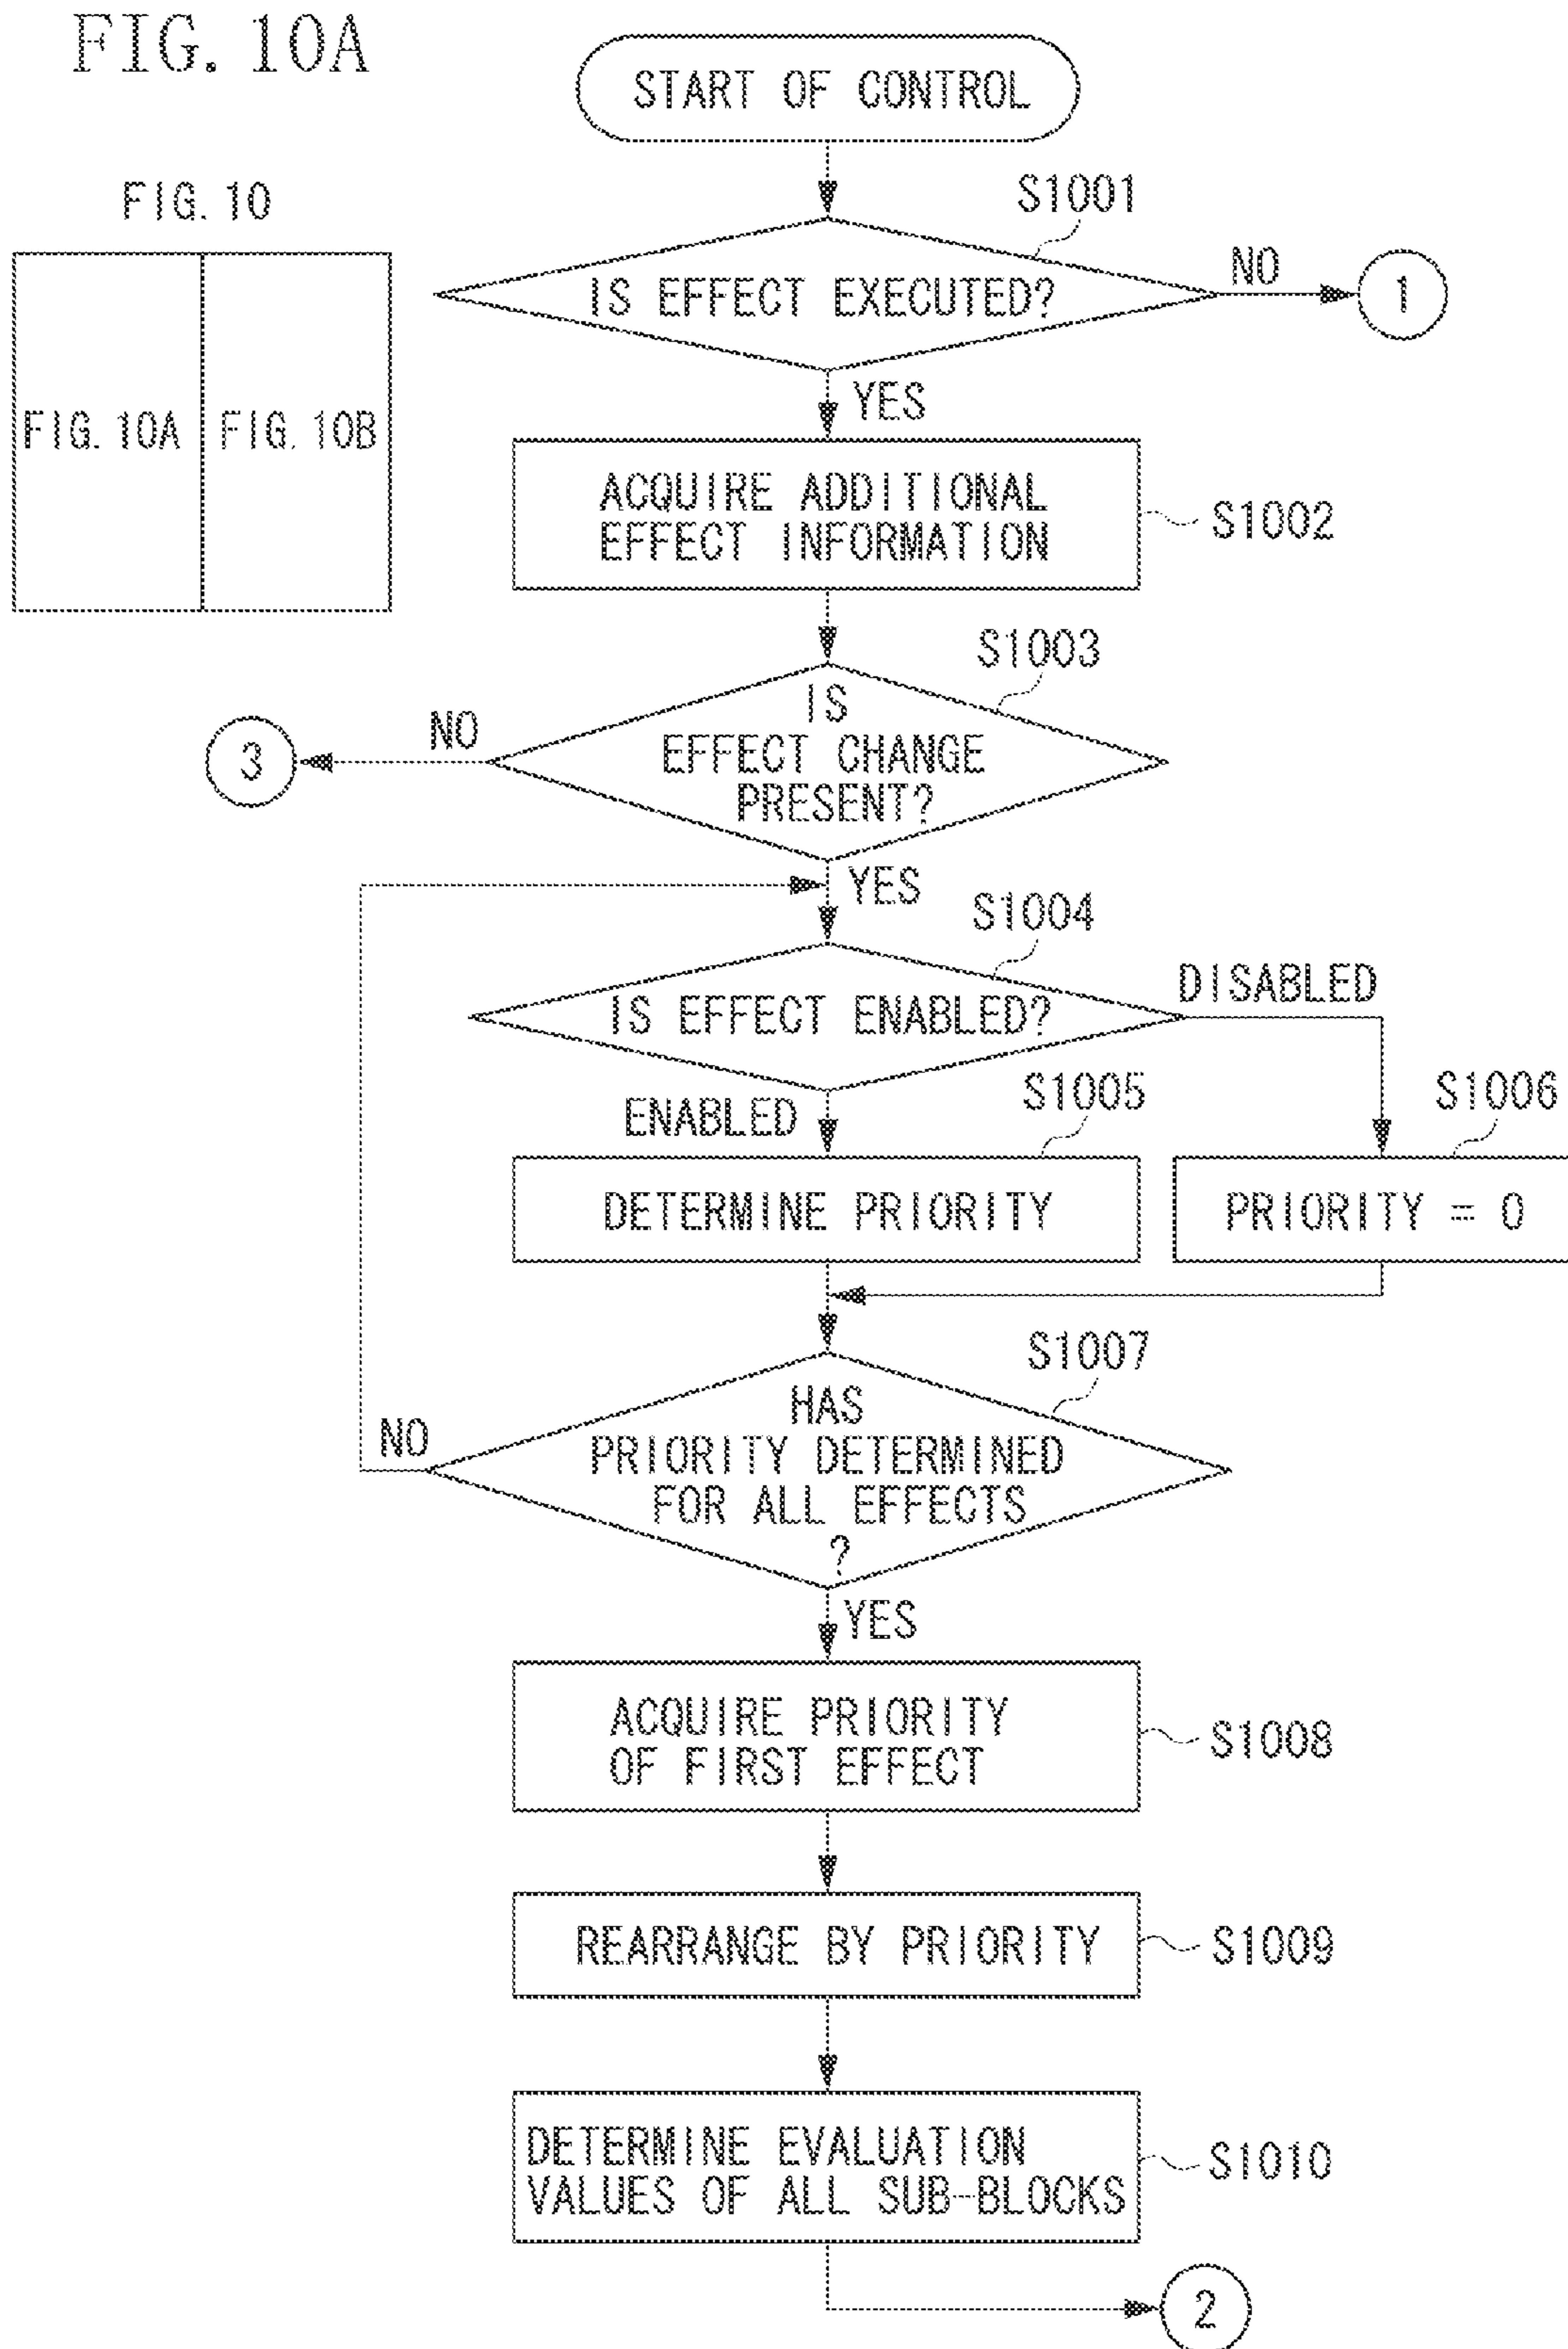 FIG. 10A
START OF CONTROL
FIG. 10
FIG. 10A
FIG. 10B
S1001
IS EFFECT EXECUTED?
NO
1
YES
ACQUIRE ADDITIONAL
EFFECT INFORMATION
S1002
S1003
IS
EFFECT CHANGE
PRESENT?
NO
3
YES
S1004
IS EFFECT ENABLED?
DISABLED
ENABLED
S1005
S1006
DETERMINE PRIORITY
PRIORITY = 0
S1007
HAS
PRIORITY DETERMINED
FOR ALL EFFECTS
?
NO
YES
ACQUIRE PRIORITY
OF FIRST EFFECT
S1008
REARRANGE BY PRIORITY
S1009
DETERMINE EVALUATION
VALUES OF ALL SUB-BLOCKS
S1010
2